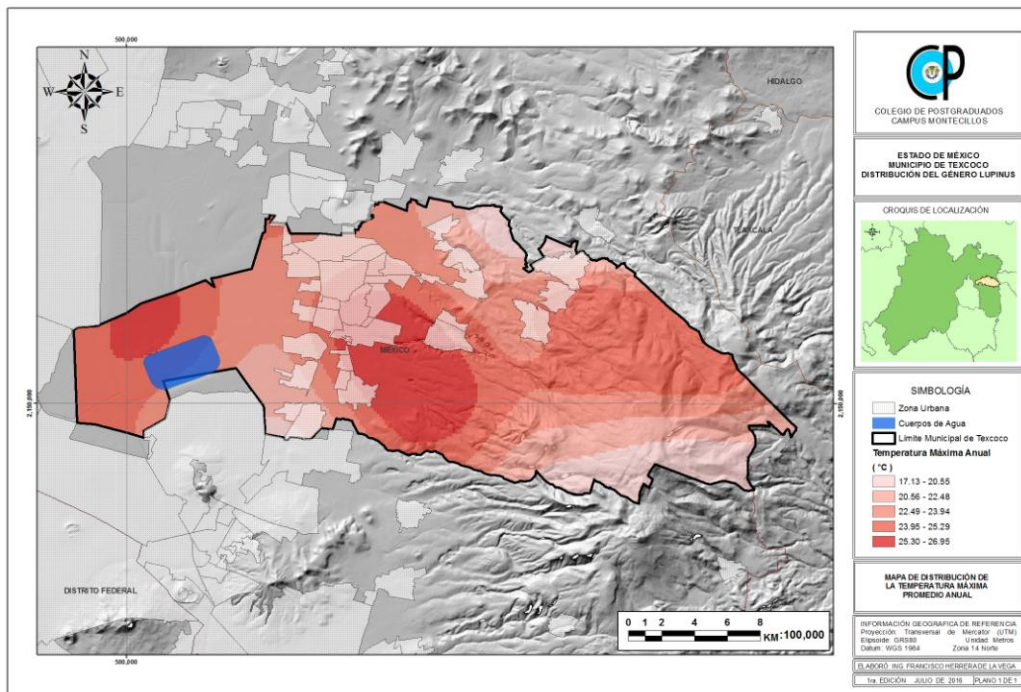 500,000
N
W E
S
HIDALGO
TLAXCALA
MÉXICO
2,150,000
2,150,000
DISTRITO FEDERAL
0 1 2 4 6 8
KM:100,000
500,000
CP
COLEGIO DE POSTGRADUADOS
CAMPUS MONTECILLOS
ESTADO DE MÉXICO
MUNICIPIO DE TEXCOCO
DISTRIBUCIÓN DEL GÉNERO LUPINUS
CROQUIS DE LOCALIZACIÓN
SIMBOLOGÍA
Zona Urbana
Cuerpos de Agua
Límite Municipal de Texcoco
Temperatura Máxima Anual
( °C )
17.13 - 20.55
20.56 - 22.48
22.49 - 23.94
23.95 - 25.29
25.30 - 26.95
MAPA DE DISTRIBUCIÓN DE
LA TEMPERATURA MÁXIMA
PROMEDIO ANUAL
INFORMACIÓN GEOGRAFICA DE REFERENCIA
Proyección: Transversal de Mercator (UTM)
Elipsoide: GRS80 Unidad: Metros
Datum: WGS 1984 Zona 14 Norte
ELABORÓ: ING. FRANCISCO HERRERA DE LA VEGA
1ra. EDICIÓN JULIO DE 2016 PLANO 1 DE 1